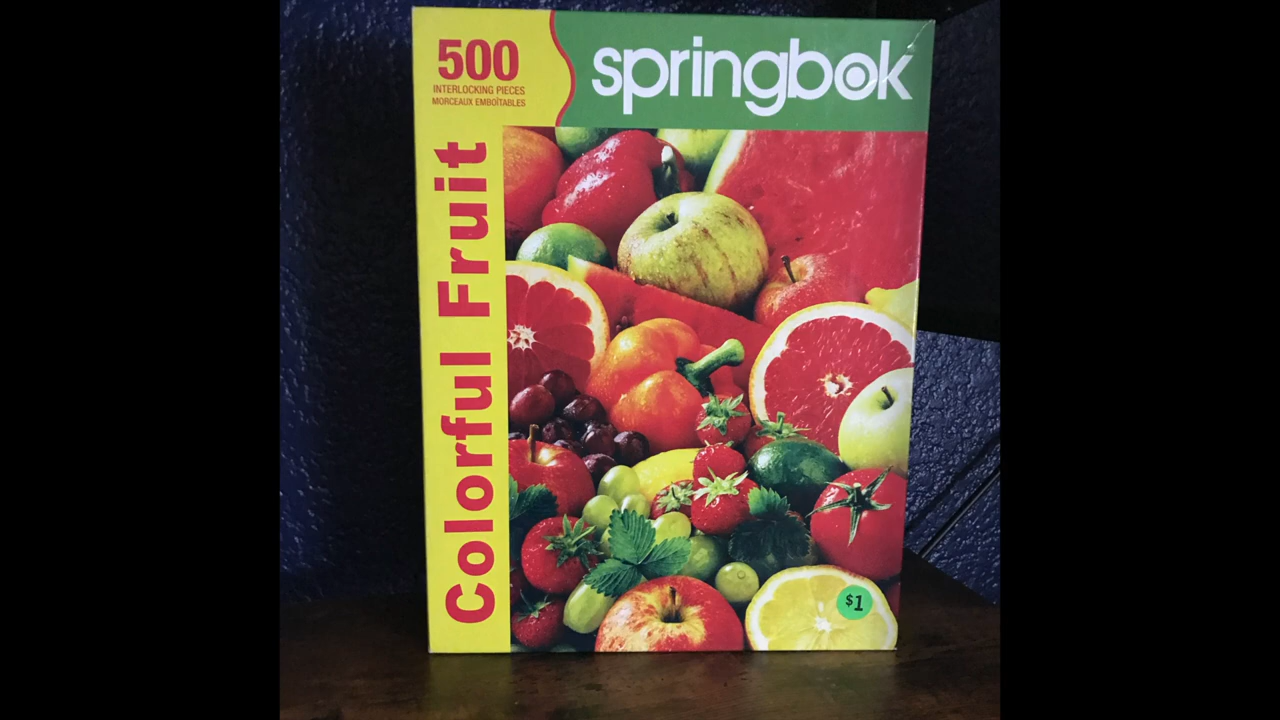 500
INTERLOCKING PIECES
MORCEAUX EMBOÎTABLES
springbok
Colorful Fruit
$1